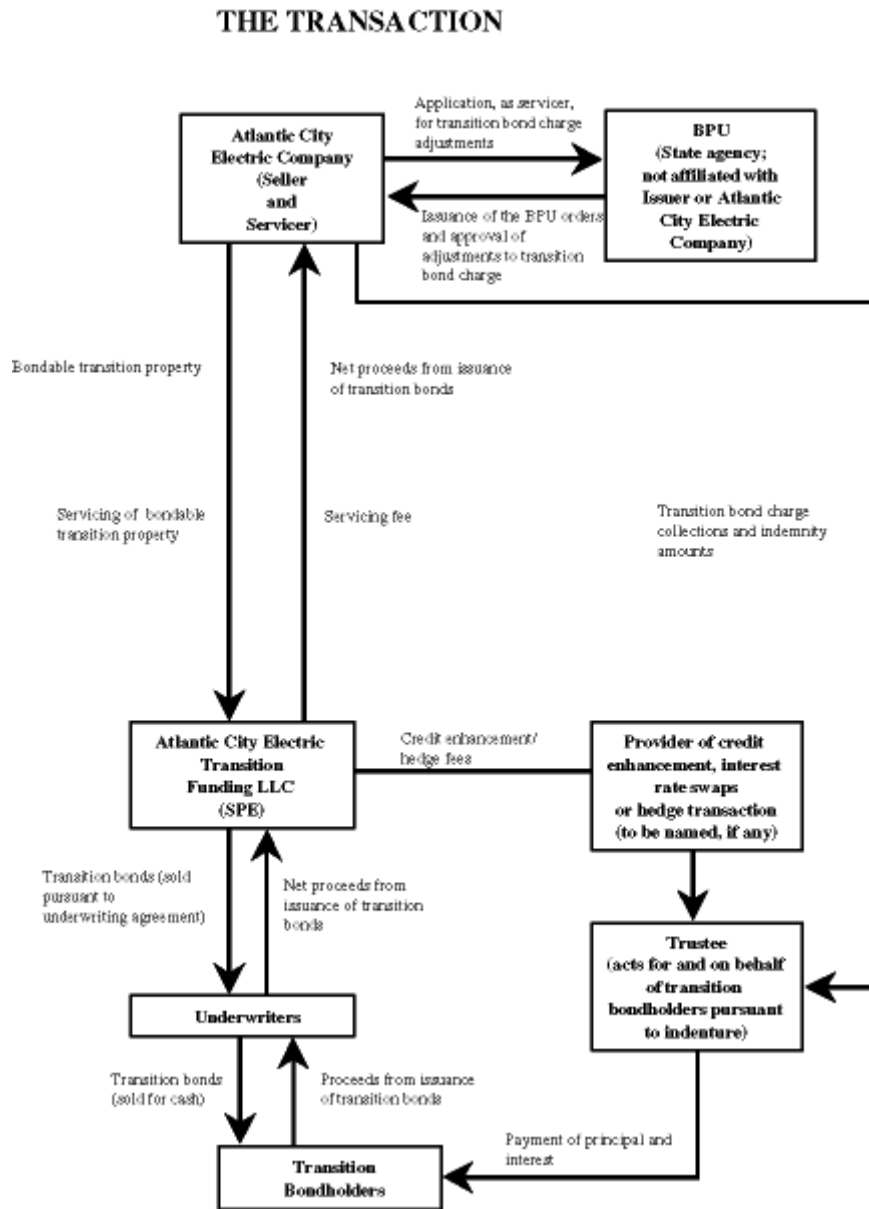 THE TRANSACTION
Atlantic City
Electric Company
(Seller
and
Servicer)
Application, as servicer,
for transition bond charge
adjustments
BPU
(State agency;
not affiliated with
Issuer or Atlantic
City Electric
Company)
Issuance of the BPU orders
and approval of
adjustments to transition
bond charge
Bondable transition property
Net proceeds from issuance
of transition bonds
Servicing of bondable
transition property
Servicing fee
Transition bond charge
collections and indemnity
amounts
Atlantic City Electric
Transition
Funding LLC
(SPE)
Credit enhancement/
hedge fees
Provider of credit
enhancement, interest
rate swaps
or hedge transaction
(to be named, if any)
Transition bonds (sold
pursuant to
underwriting agreement)
Net proceeds from
issuance of transition
bonds
Trustee
(acts for and on behalf
of transition
bondholders pursuant
to indenture)
Underwriters
Transition bonds
(sold for cash)
Proceeds from issuance
of transition bonds
Payment of principal and
interest
Transition
Bondholders